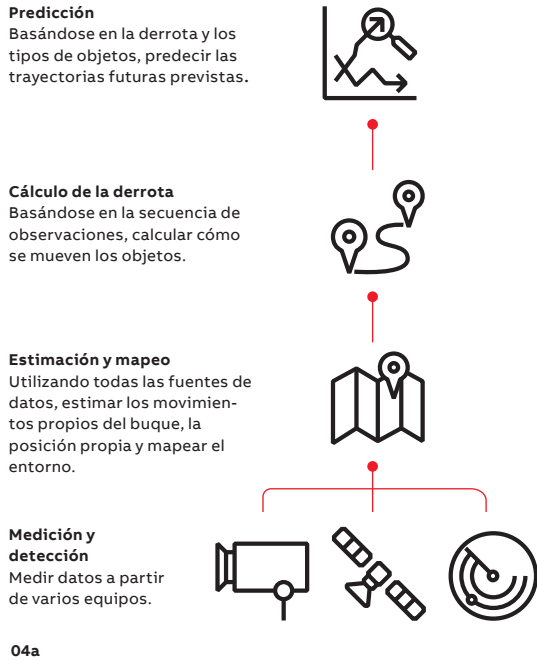 Predicción
Basándose en la derrota y los
tipos de objetos, predecir las
trayectorias futuras previstas.
Cálculo de la derrota
Basándose en la secuencia de
observaciones, calcular cómo
se mueven los objetos.
Estimación y mapeo
Utilizando todas las fuentes de
datos, estimar los movimien-
tos propios del buque, la
posición propia y mapear el
entorno.
Medición y
detección
Medir datos a partir
de varios equipos.
04a